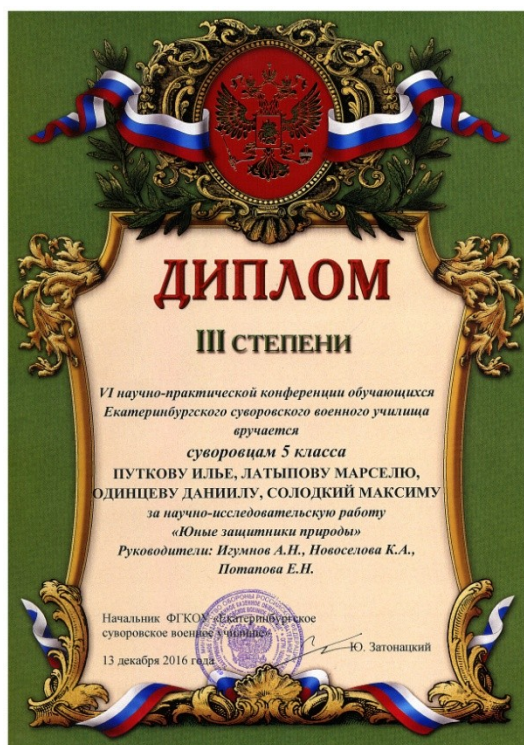 ДИПЛОМ
III СТЕПЕНИ
VI научно-практической конференции обучающихся
Екатеринбургского суворовского военного училища
вручается
суворовцам 5 класса
ПУТКОВУ ИЛЬЕ, ЛАТЫПОВУ МАРСЕЛЮ,
ОДИНЦЕВУ ДАНИИЛУ, СОЛОДКИЙ МАКСИМУ
за научно-исследовательскую работу
«Юные защитники природы»
Руководители: Игумнов А.Н., Новоселова К.А.,
Потапова Е.Н.
Начальник ФГКОУ «Екатеринбургское
суворовское военное училище»
Ю. Затонацкий
13 декабря 2016 года